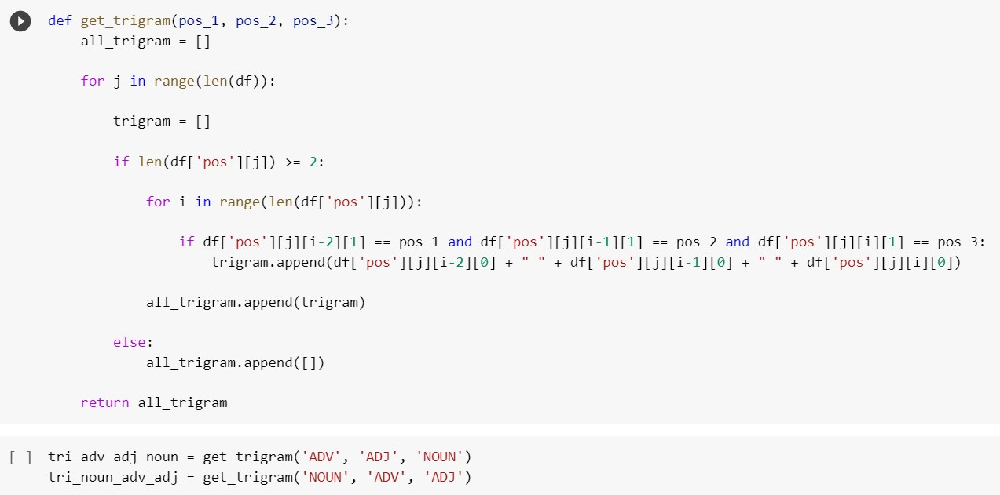 def get_trigram(pos_1, pos_2, pos_3):
    all_trigram = []
    for j in range(len(df)):
        trigram = []
        if len(df['pos'][j]) >= 2:
            for i in range(len(df['pos'][j])):
                if df['pos'][j][i-2][1] == pos_1 and df['pos'][j][i-1][1] == pos_2 and df['pos'][j][i][1] == pos_3:
                    trigram.append(df['pos'][j][i-2][0] + " " + df['pos'][j][i-1][0] + " " + df['pos'][j][i][0])
            all_trigram.append(trigram)
        else:
            all_trigram.append([])
    return all_trigram
[ ] tri_adv_adj_noun = get_trigram('ADV', 'ADJ', 'NOUN')
tri_noun_adv_adj = get_trigram('NOUN', 'ADV', 'ADJ')